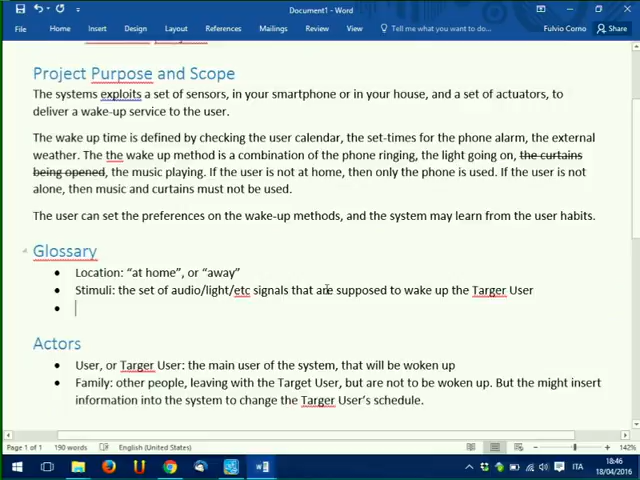 Document1 - Word
File Home Insert Draw Design Layout References Mailings Review View Tell me what you want to do... Fulvio Corno Share
Project Purpose and Scope
The systems exploits a set of sensors, in your smartphone or in your house, and a set of actuators, to
deliver a wake-up service to the user.
The wake up time is defined by checking the user calendar, the set-times for the phone alarm, the external
weather. The the wake up method is a combination of the phone ringing, the light going on, the curtains
being opened, the music playing. If the user is not at home, then only the phone is used. If the user is not
alone, then music and curtains must not be used.
The user can set the preferences on the wake-up methods, and the system may learn from the user habits.
Glossary
• Location: “at home”, or “away”
• Stimuli: the set of audio/light/etc signals that are supposed to wake up the Targer User
•
Actors
• User, or Targer User: the main user of the system, that will be woken up
• Family: other people, leaving with the Target User, but are not to be woken up. But the might insert
information into the system to change the Targer User’s schedule.
Page 1 of 1 190 words English (United States) 142%
ITA 18:46
18/04/2016